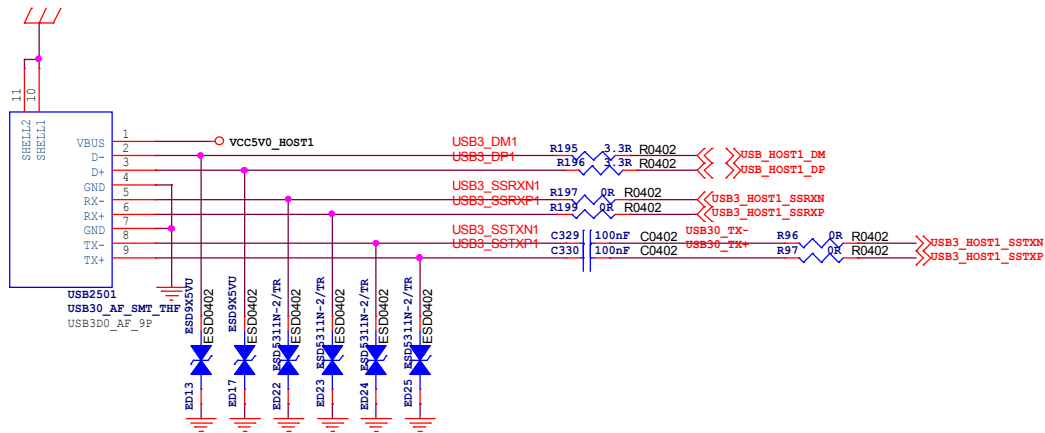 11
10
SHELL2
SHELL1
VBUS
D-
D+
GND
RX-
RX+
GND
TX-
TX+
1
2
3
4
5
6
7
8
9
VCC5V0_HOST1
USB3_DM1
USB3_DP1
USB3_SSRXN1
USB3_SSRXP1
USB3_SSTXN1
USB3_SSTXP1
R195 3.3R R0402
R196 3.3R R0402
R197 0R R0402
R199 0R R0402
C329 100nF C0402
C330 100nF C0402
USB30_TX-
USB30_TX+
R96 0R R0402
R97 0R R0402
USB_HOST1_DM
USB_HOST1_DP
USB3_HOST1_SSRXN
USB3_HOST1_SSRXP
USB3_HOST1_SSTXN
USB3_HOST1_SSTXP
USB2501
USB30_AF_SMT_THF
USB3D0_AF_9P
ED13 ESD9X5VU ESD0402
ED17 ESD9X5VU ESD0402
ED22 ESD5311N-2/TR ESD0402
ED23 ESD5311N-2/TR ESD0402
ED24 ESD5311N-2/TR ESD0402
ED25 ESD5311N-2/TR ESD0402